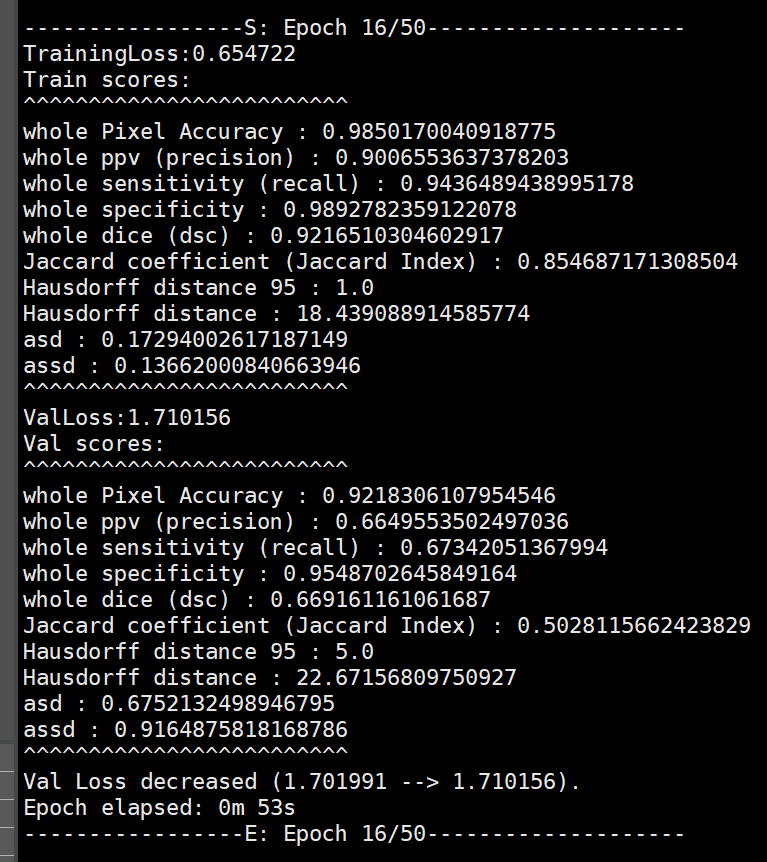 -----------------S: Epoch 16/50--------------------
TrainingLoss:0.654722
Train scores:
^^^^^^^^^^^^^^^^^^^^^^^^^
whole Pixel Accuracy : 0.9850170040918775
whole ppv (precision) : 0.9006553637378203
whole sensitivity (recall) : 0.9436489438995178
whole specificity : 0.9892782359122078
whole dice (dsc) : 0.9216510304602917
Jaccard coefficient (Jaccard Index) : 0.854687171308504
Hausdorff distance 95 : 1.0
Hausdorff distance : 18.439088914585774
asd : 0.17294002617187149
assd : 0.13662000840663946
^^^^^^^^^^^^^^^^^^^^^^^^^
ValLoss:1.710156
Val scores:
^^^^^^^^^^^^^^^^^^^^^^^^^
whole Pixel Accuracy : 0.9218306107954546
whole ppv (precision) : 0.6649553502497036
whole sensitivity (recall) : 0.67342051367994
whole specificity : 0.9548702645849164
whole dice (dsc) : 0.669161161061687
Jaccard coefficient (Jaccard Index) : 0.5028115662423829
Hausdorff distance 95 : 5.0
Hausdorff distance : 22.67156809750927
asd : 0.6752132498946795
assd : 0.9164875818168786
^^^^^^^^^^^^^^^^^^^^^^^^^
Val Loss decreased (1.701991 --> 1.710156).
Epoch elapsed: 0m 53s
-----------------E: Epoch 16/50--------------------